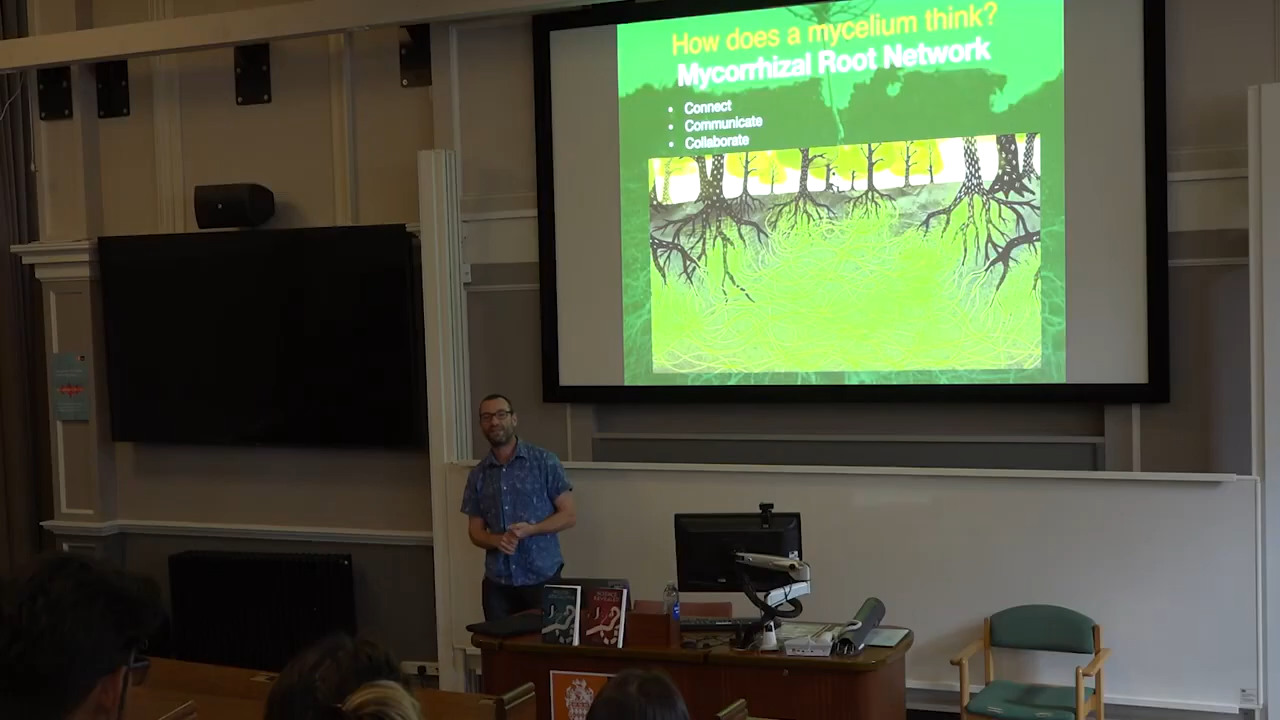 How does a mycelium think?
Mycorrhizal Root Network
• Connect
• Communicate
• Collaborate